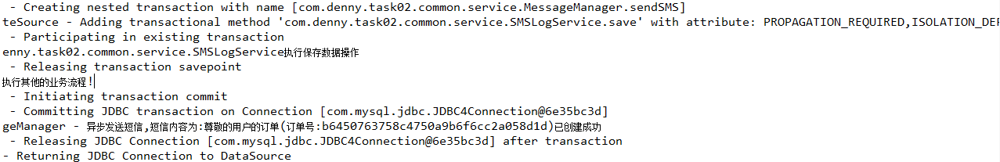 - Creating nested transaction with name [com.denny.task02.common.service.MessageManager.sendSMS]
teSource - Adding transactional method 'com.denny.task02.common.service.SMSLogService.save' with attribute: PROPAGATION_REQUIRED,ISOLATION_DEF
- Participating in existing transaction
enny.task02.common.service.SMSLogService执行保存数据操作
- Releasing transaction savepoint
执行其他的业务流程!
- Initiating transaction commit
- Committing JDBC transaction on Connection [com.mysql.jdbc.JDBC4Connection@6e35bc3d]
geManager - 异步发送短信,短信内容为:尊敬的用户的订单(订单号:b6450763758c4750a9b6f6cc2a058d1d)已创建成功
- Releasing JDBC Connection [com.mysql.jdbc.JDBC4Connection@6e35bc3d] after transaction
- Returning JDBC Connection to DataSource